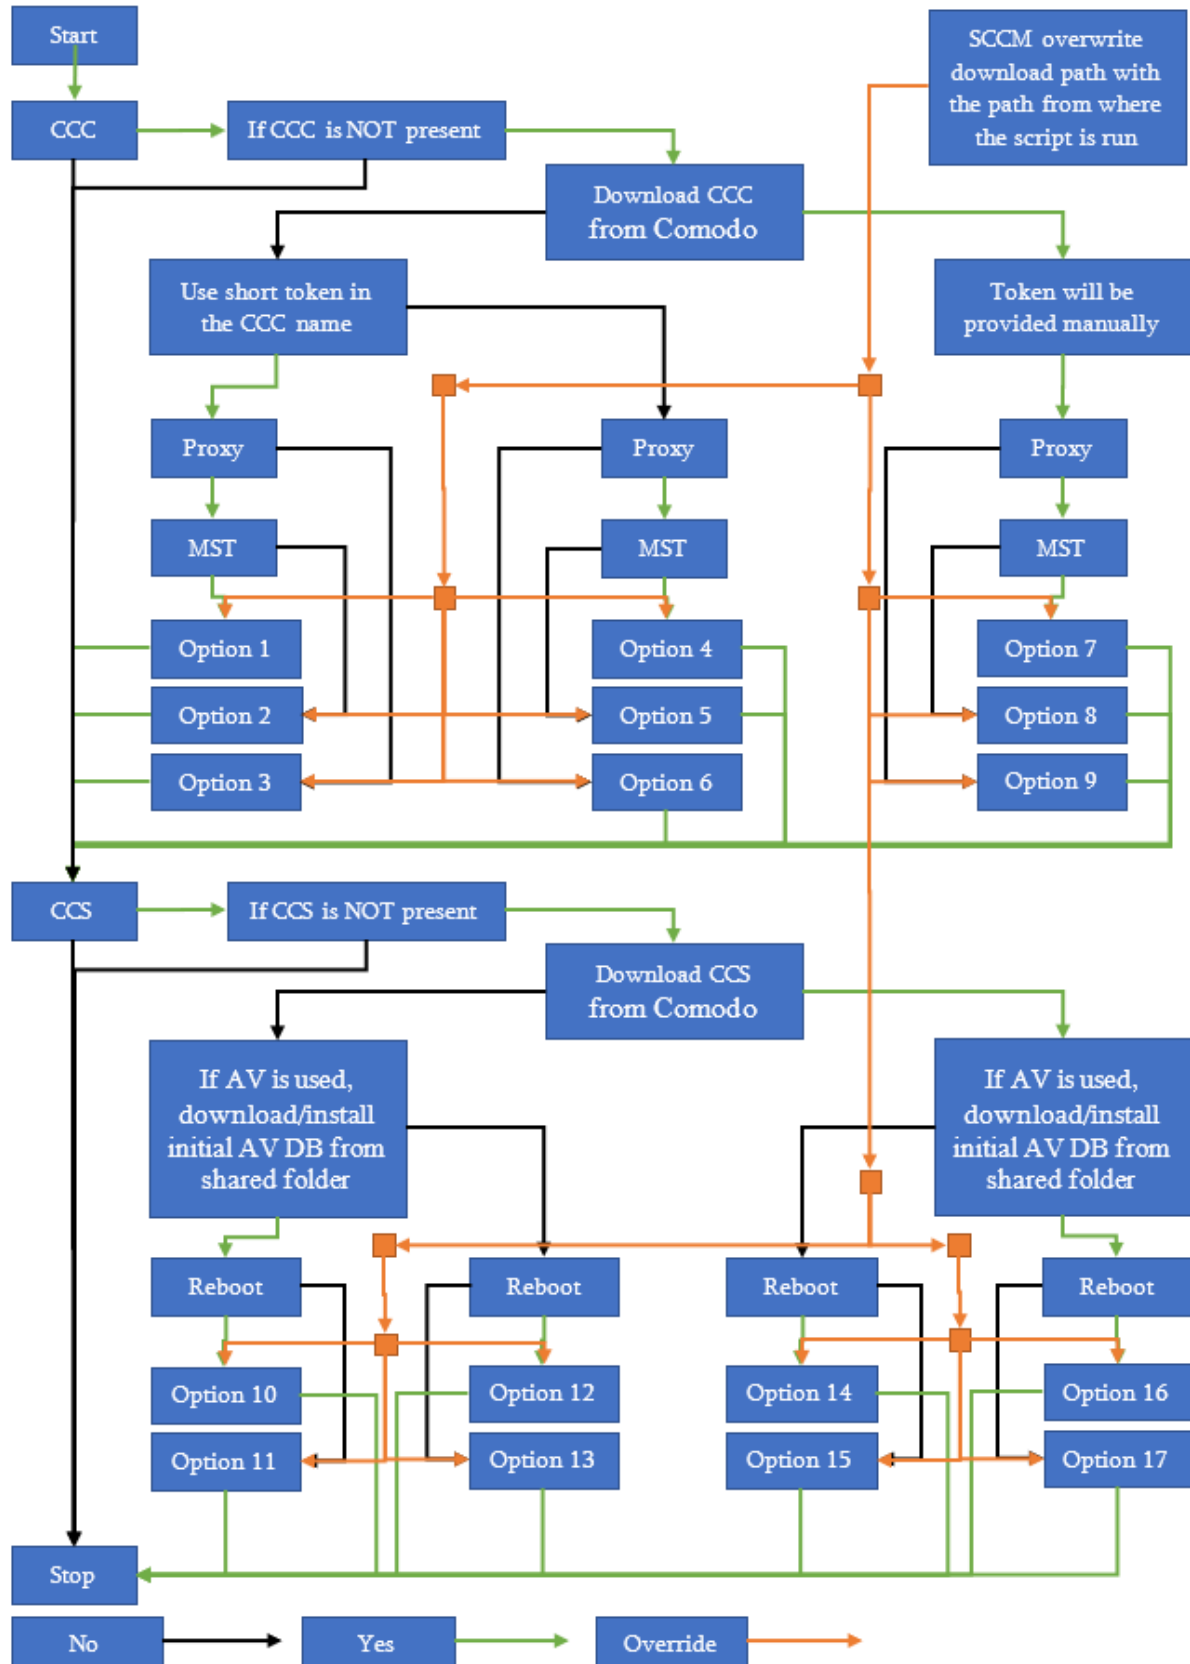 Start
SCCM overwrite
download path with
the path from where
the script is run
CCC
If CCC is NOT present
Download CCC
from Comodo
Use short token in
the CCC name
Token will be
provided manually
Proxy
Proxy
Proxy
MST
MST
MST
Option 1
Option 4
Option 7
Option 2
Option 5
Option 8
Option 3
Option 6
Option 9
CCS
If CCS is NOT present
Download CCS
from Comodo
If AV is used,
download/install
initial AV DB from
shared folder
If AV is used,
download/install
initial AV DB from
shared folder
Reboot
Reboot
Reboot
Reboot
Option 10
Option 12
Option 14
Option 16
Option 11
Option 13
Option 15
Option 17
Stop
No
Yes
Override